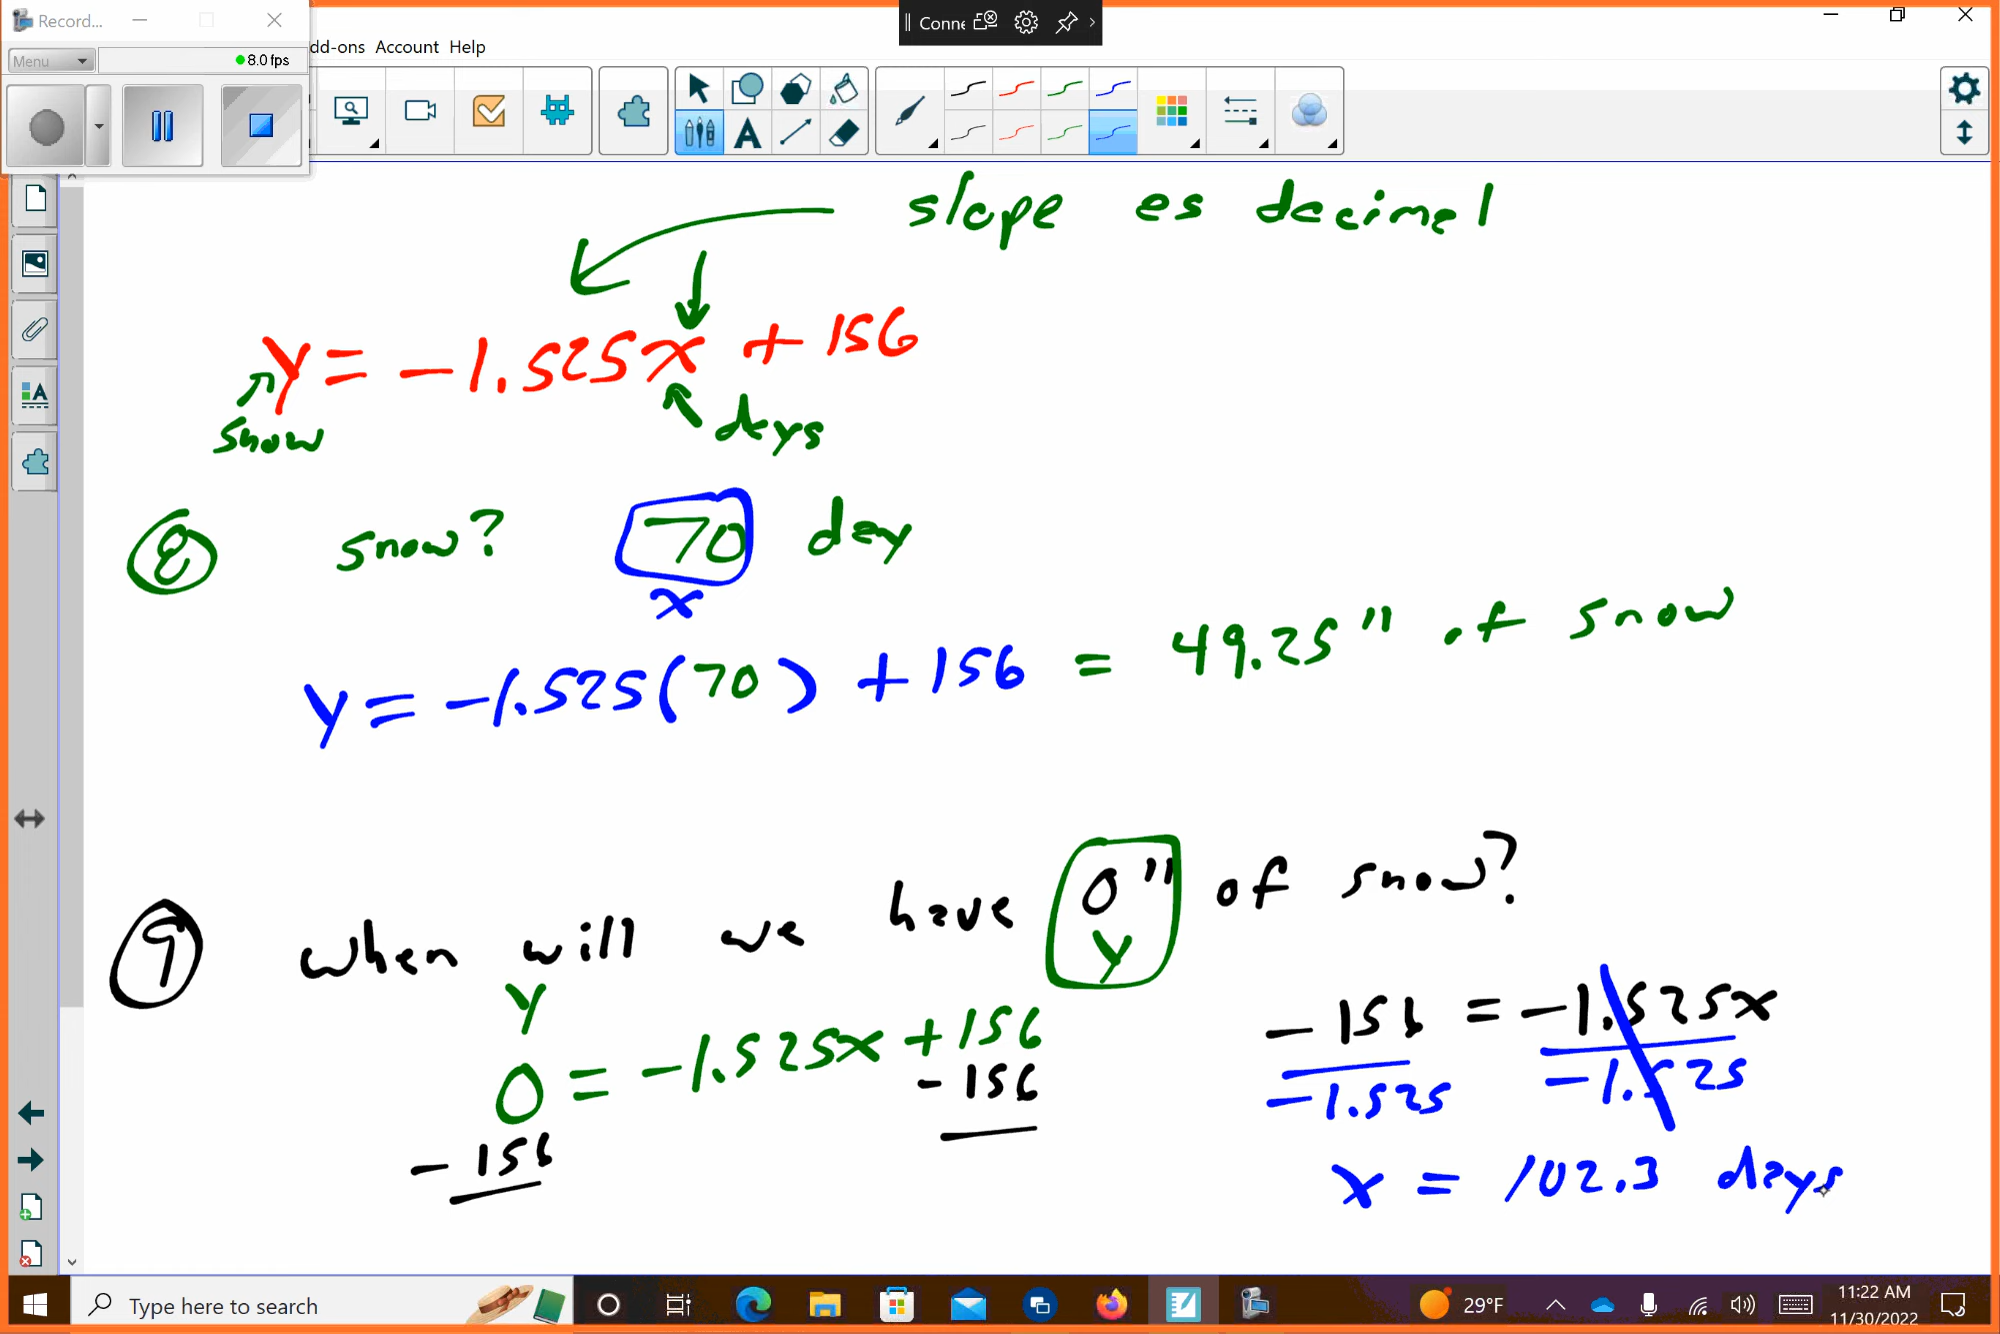 Record...
Conne
Menu
8.0 fps
dd-ons Account Help
slope es decimel
y = -1.525x + 156
snow
days
8 snow? 70 day
x
y = -1.525(70) + 156 = 49.25" of snow
9 when will we have 0" of snow?
y
y
0 = -1.525x + 156
-156
-156
-156 = -1.525x
-1.525 -1.525
x = 102.3 days
Type here to search
29°F
11:22 AM
11/30/2022